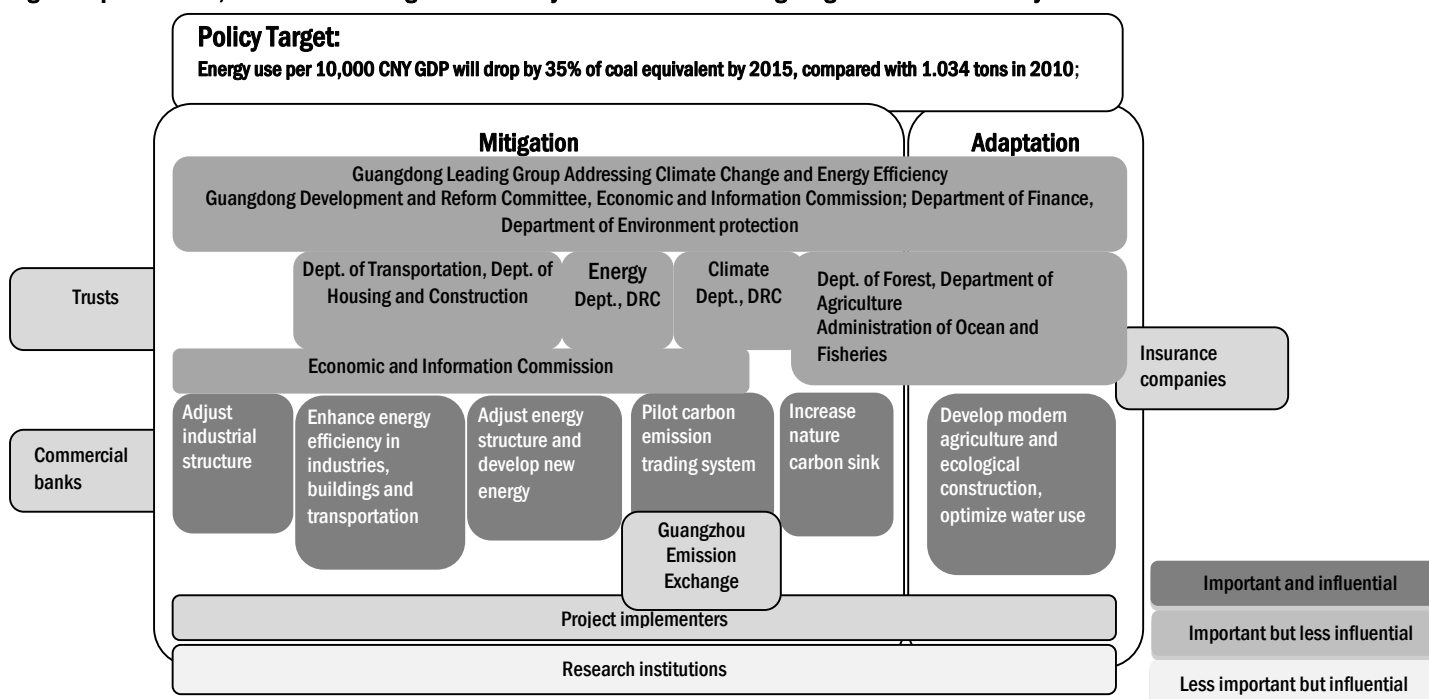 Policy Target:
Energy use per 10,000 CNY GDP will drop by 35% of coal equivalent by 2015, compared with 1.034 tons in 2010;
Mitigation
Adaptation
Guangdong Leading Group Addressing Climate Change and Energy Efficiency
Guangdong Development and Reform Committee, Economic and Information Commission; Department of Finance,
Department of Environment protection
Trusts
Dept. of Transportation, Dept. of
Housing and Construction
Energy
Dept., DRC
Climate
Dept., DRC
Dept. of Forest, Department of
Agriculture
Administration of Ocean and
Fisheries
Insurance
companies
Economic and Information Commission
Commercial
banks
Adjust
industrial
structure
Enhance energy
efficiency in
industries,
buildings and
transportation
Adjust energy
structure and
develop new
energy
Pilot carbon
emission
trading system
Increase
nature
carbon sink
Develop modern
agriculture and
ecological
construction,
optimize water use
Guangzhou
Emission
Exchange
Project implementers
Research institutions
Important and influential
Important but less influential
Less important but influential